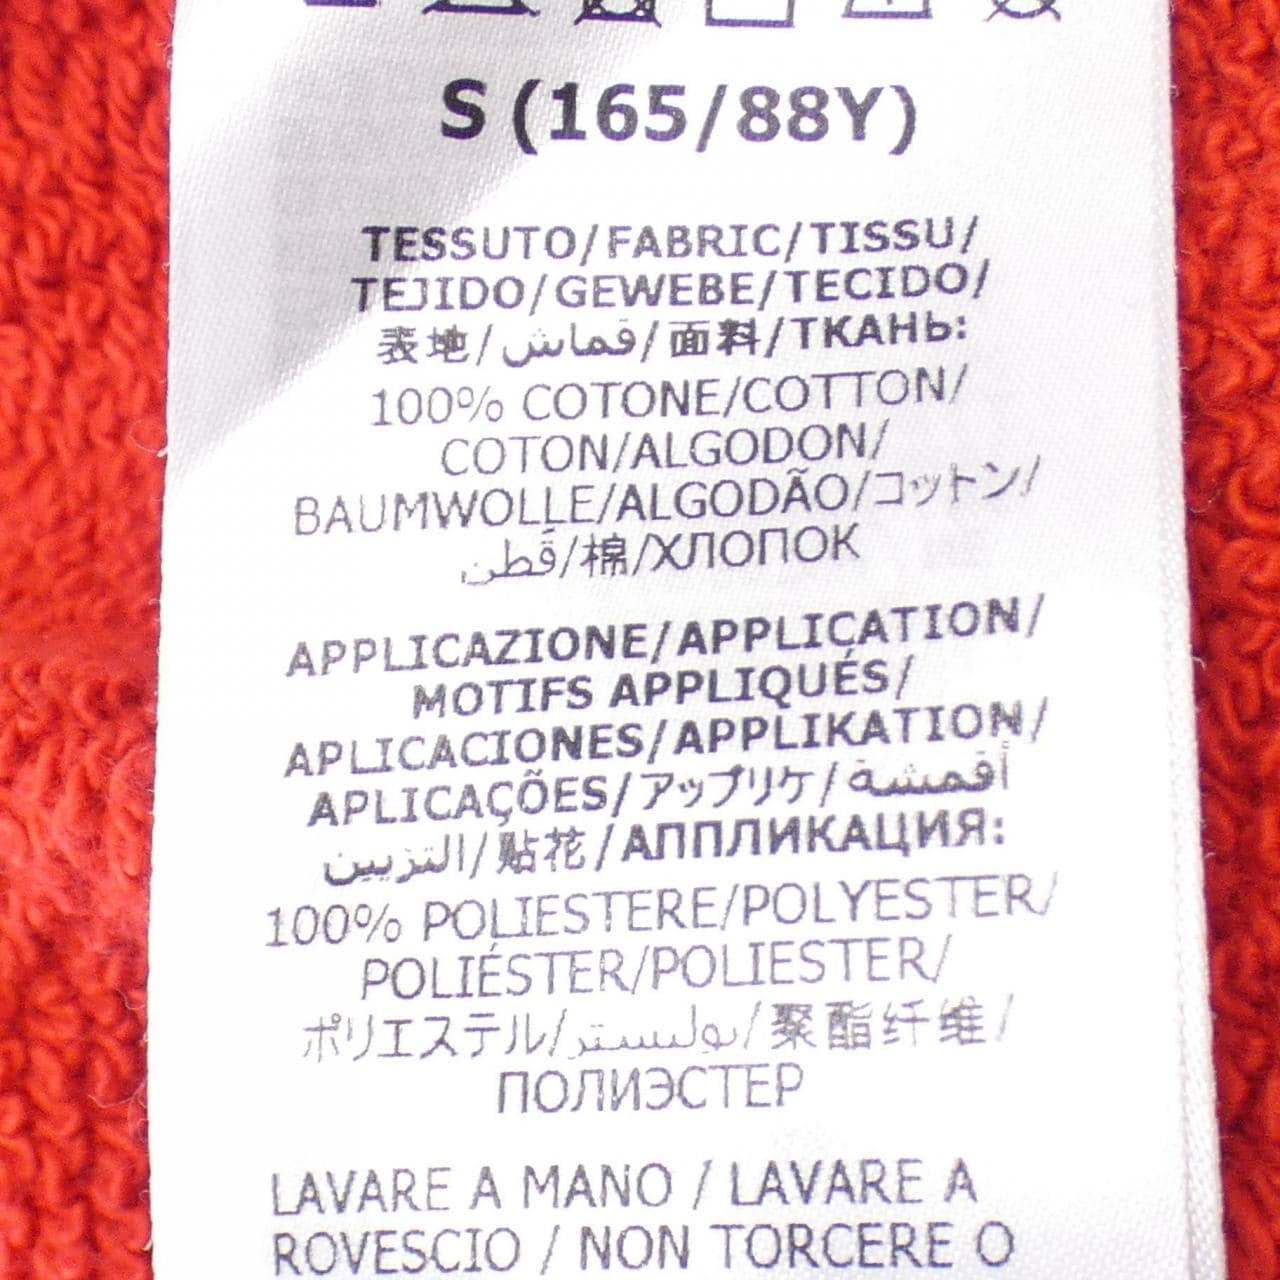 S (165/88Y)
TESSUTO/FABRIC/TISSU/
TEJIDO/GEWEBE/TECIDO/
表地/قماش/面料/ТКАНЬ:
100% COTONE/COTTON/
COTON/ALGODON/
BAUMWOLLE/ALGODÃO/コットン/
قطن/棉/ХЛОПОК
APPLICAZIONE/APPLICATION/
MOTIFS APPLIQUÉS/
APLICACIONES/APPLIKATION/
APLICAÇÕES/アップリケ/أقمشة
التزيين/贴花/АППЛИКАЦИЯ:
100% POLIESTERE/POLYESTER/
POLIÉSTER/POLIESTER/
ポリエステル/بوليستر/聚酯纤维/
ПОЛИЭСТЕР
LAVARE A MANO / LAVARE A
ROVESCIO / NON TORCERE O